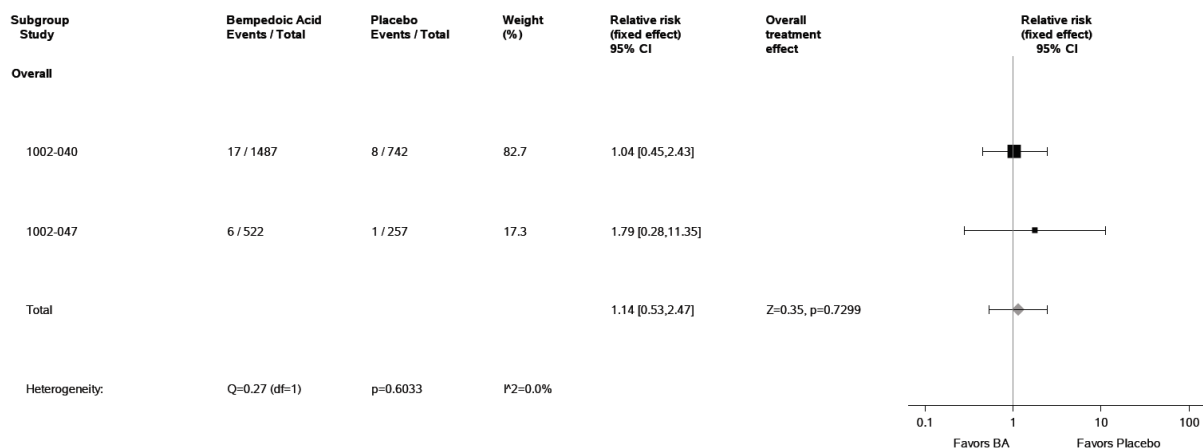 Subgroup Bempedoic Acid Placebo Weight Relative risk Overall Relative risk
Study Events / Total Events / Total (%) (fixed effect) treatment (fixed effect)
95% CI effect 95% CI
Overall
1002-040 17 / 1487 8 / 742 82.7 1.04 [0.45,2.43]
1002-047 6 / 522 1 / 257 17.3 1.79 [0.28,11.35]
Total 1.14 [0.53,2.47] Z=0.35, p=0.7299
Heterogeneity: Q=0.27 (df=1) p=0.6033 I^2=0.0%
0.1 1 10 100
Favors BA Favors Placebo